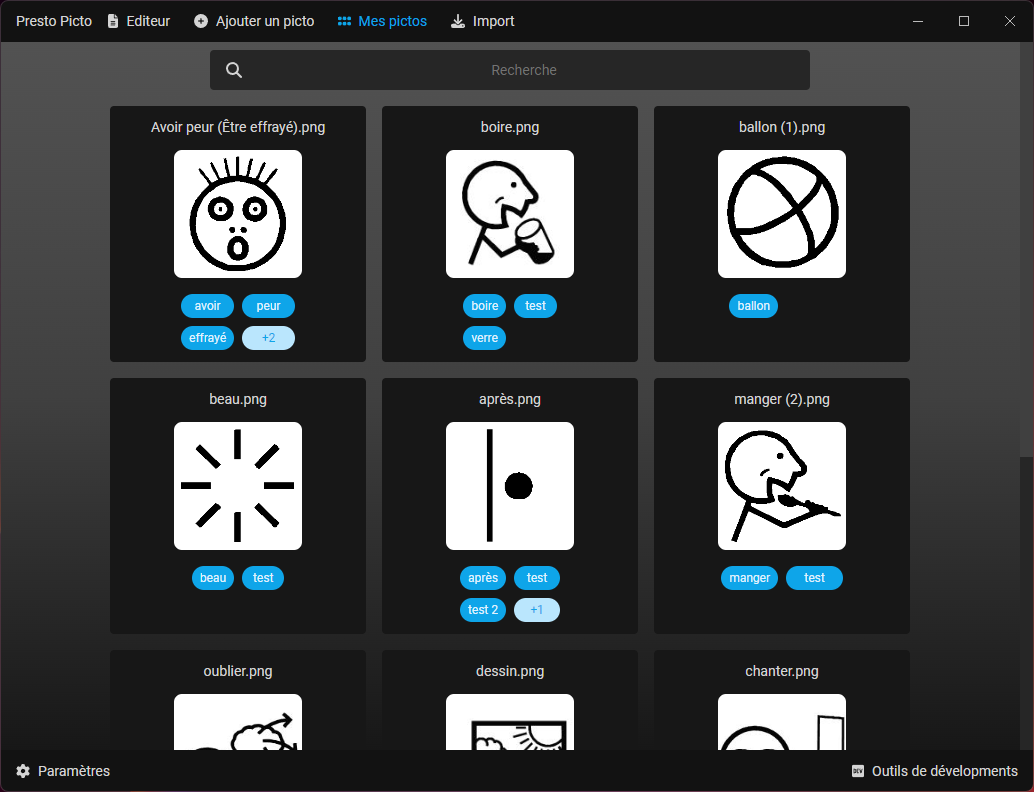 Presto Picto Editeur Ajouter un picto Mes pictos Import
Recherche
Avoir peur (Être effrayé).png boire.png ballon (1).png
avoir peur boire test ballon
effrayé +2 verre
beau.png après.png manger (2).png
beau test après test manger test
test 2 +1
oublier.png dessin.png chanter.png
Paramètres DEV Outils de dévelopments